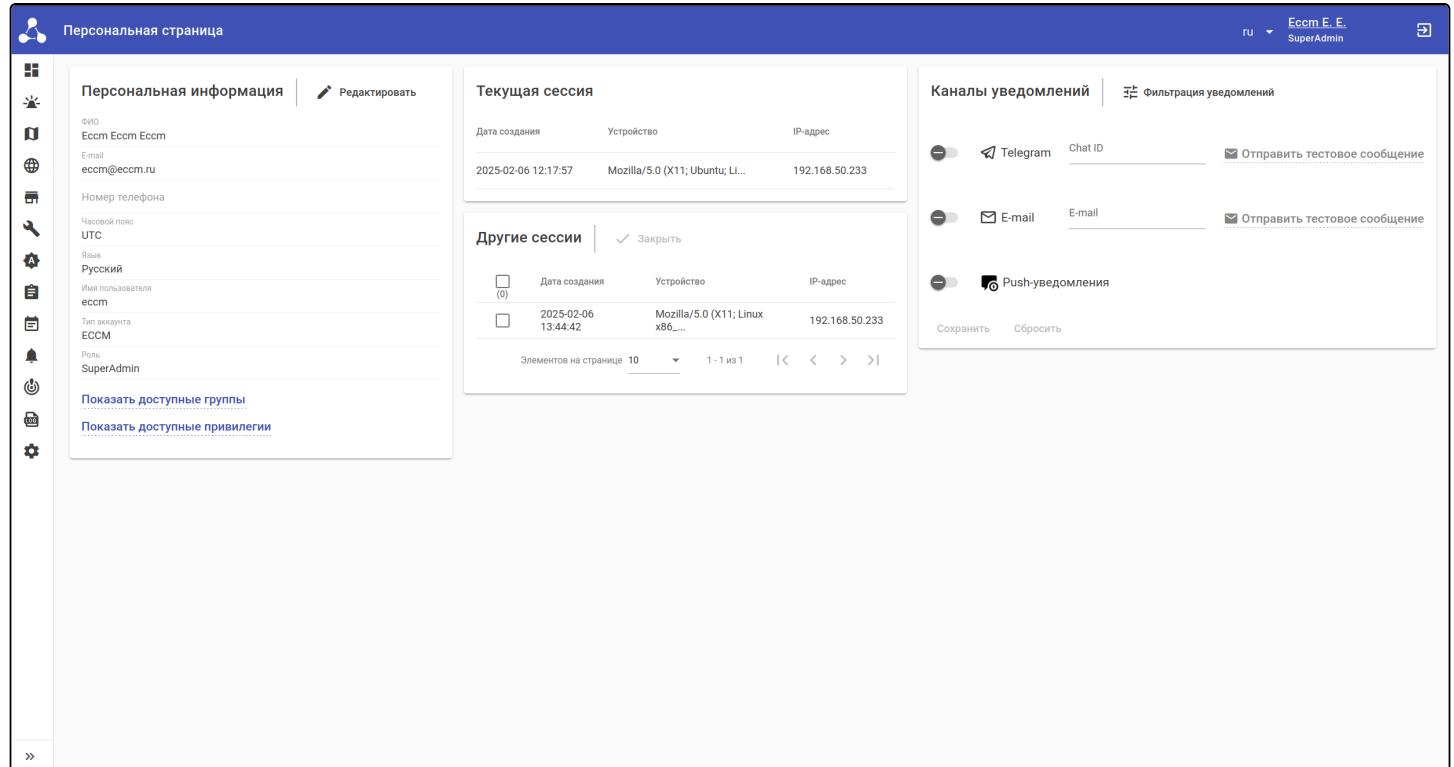 Персональная страница
ru
Eccm E. E.
SuperAdmin
Персональная информация
Редактировать
ФИО
Eccm Eccm Eccm
E-mail
eccm@eccm.ru
Номер телефона
Часовой пояс
UTC
Язык
Русский
Имя пользователя
eccm
Тип аккаунта
ECCM
Роль
SuperAdmin
Показать доступные группы
Показать доступные привилегии
Текущая сессия
Дата создания Устройство IP-адрес
2025-02-06 12:17:57 Mozilla/5.0 (X11; Ubuntu; Li... 192.168.50.233
Другие сессии
Закрыть
(0)
Дата создания Устройство IP-адрес
2025-02-06 13:44:42 Mozilla/5.0 (X11; Linux x86_... 192.168.50.233
Элементов на странице 10 1 - 1 из 1
Каналы уведомлений
Фильтрация уведомлений
Telegram Chat ID Отправить тестовое сообщение
E-mail E-mail Отправить тестовое сообщение
Push-уведомления
Сохранить Сбросить
LOG